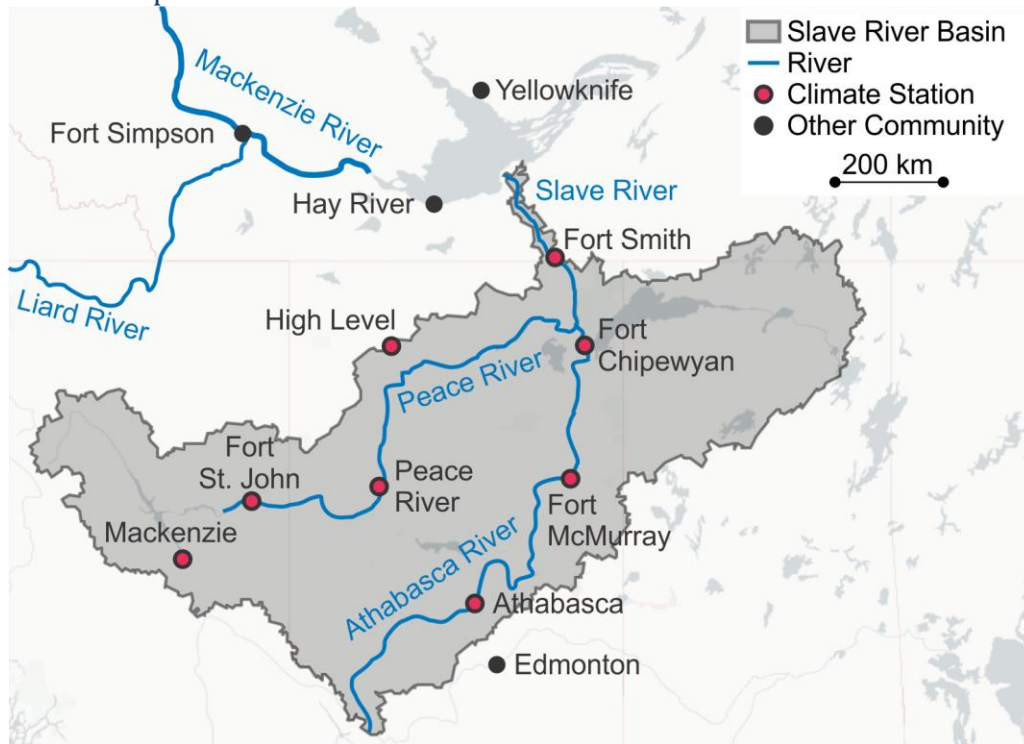 Slave River Basin
River
Climate Station
Other Community
200 km
Mackenzie River
Yellowknife
Fort Simpson
Hay River
Slave River
Fort Smith
Liard River
High Level
Fort
Chipewyan
Peace River
Fort
St. John
Peace
River
Fort
McMurray
Mackenzie
Athabasca River
Athabasca
Edmonton